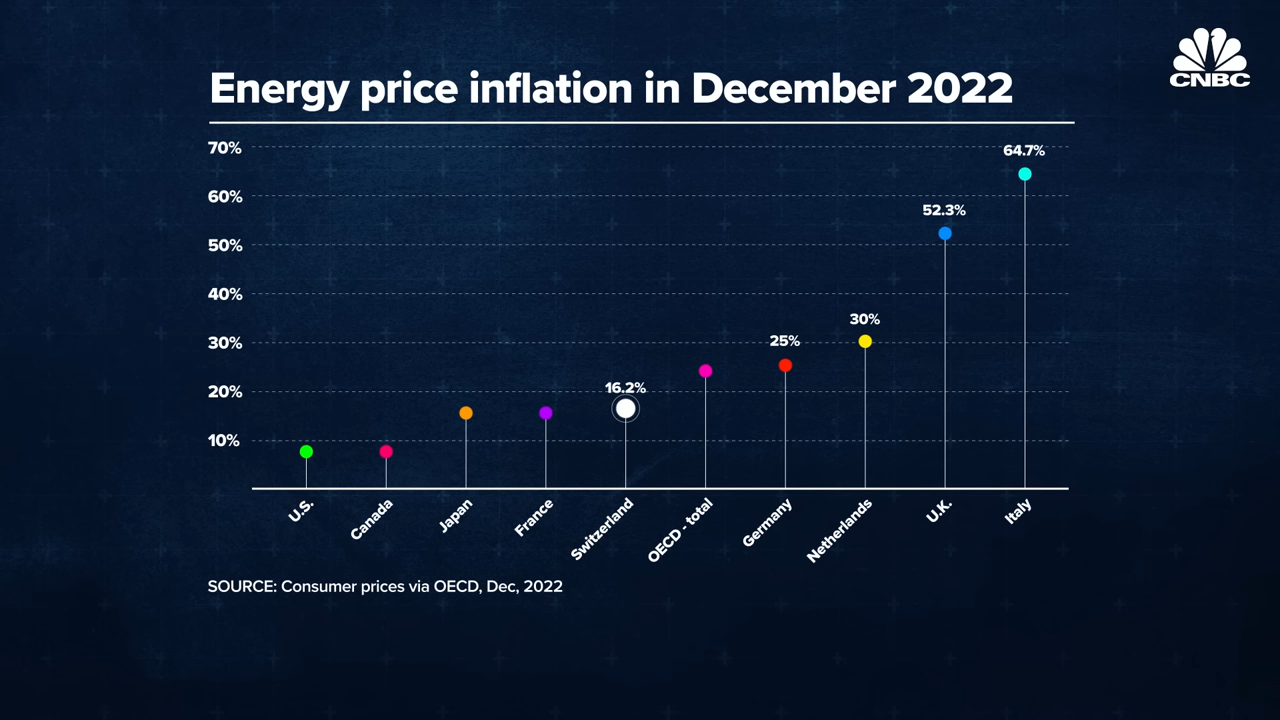 CNBC
Energy price inflation in December 2022
70%
60%
50%
40%
30%
20%
10%
16.2%
25%
30%
52.3%
64.7%
U.S.
Canada
Japan
France
Switzerland
OECD - total
Germany
Netherlands
U.K.
Italy
SOURCE: Consumer prices via OECD, Dec, 2022